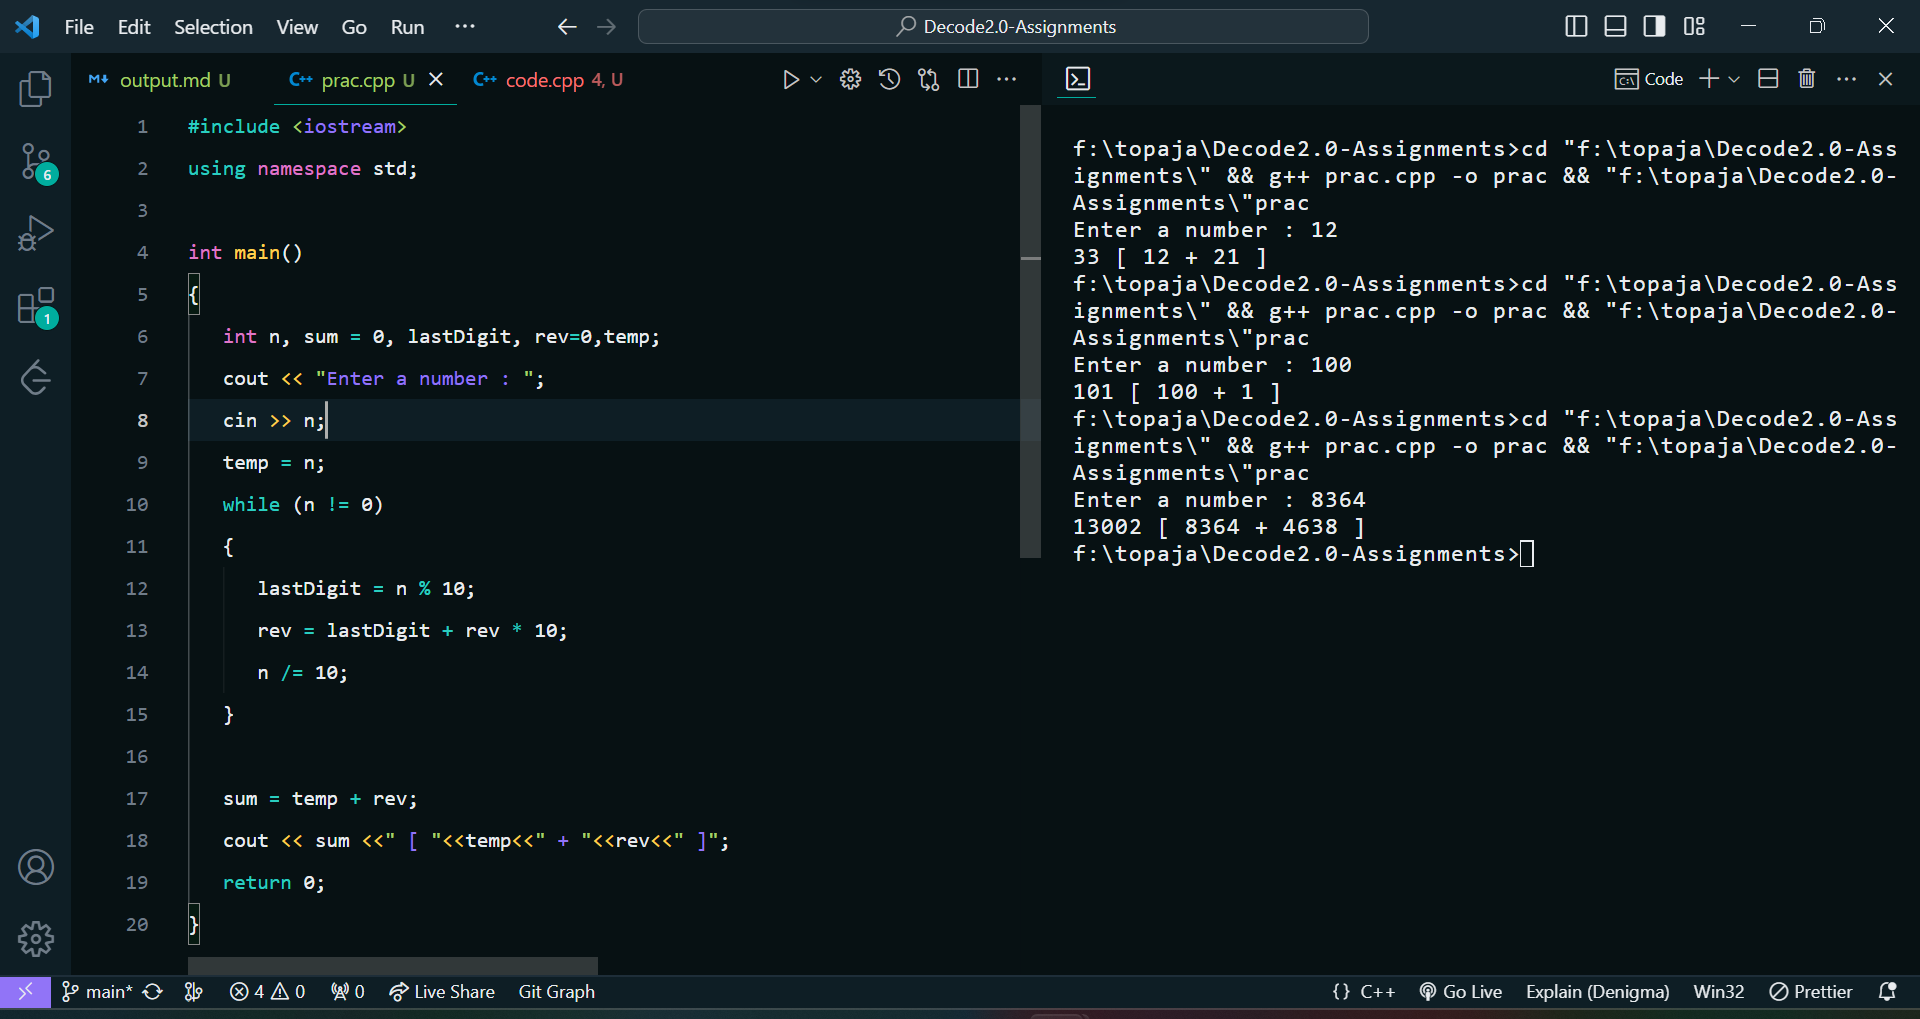 File Edit Selection View Go Run ··· Decode2.0-Assignments
output.md U prac.cpp U code.cpp 4, U
1 #include <iostream>
2 using namespace std;
3
4 int main()
5 {
6 int n, sum = 0, lastDigit, rev=0,temp;
7 cout << "Enter a number : ";
8 cin >> n;
9 temp = n;
10 while (n != 0)
11 {
12 lastDigit = n % 10;
13 rev = lastDigit + rev * 10;
14 n /= 10;
15 }
16
17 sum = temp + rev;
18 cout << sum <<" [ "<<temp<<" + "<<rev<<" ]";
19 return 0;
20 }
6
1
Code
f:\topaja\Decode2.0-Assignments>cd "f:\topaja\Decode2.0-Ass
ignments\" && g++ prac.cpp -o prac && "f:\topaja\Decode2.0-
Assignments\"prac
Enter a number : 12
33 [ 12 + 21 ]
f:\topaja\Decode2.0-Assignments>cd "f:\topaja\Decode2.0-Ass
ignments\" && g++ prac.cpp -o prac && "f:\topaja\Decode2.0-
Assignments\"prac
Enter a number : 100
101 [ 100 + 1 ]
f:\topaja\Decode2.0-Assignments>cd "f:\topaja\Decode2.0-Ass
ignments\" && g++ prac.cpp -o prac && "f:\topaja\Decode2.0-
Assignments\"prac
Enter a number : 8364
13002 [ 8364 + 4638 ]
f:\topaja\Decode2.0-Assignments>
main* 4 0 0 Live Share Git Graph {} C++ Go Live Explain (Denigma) Win32 Prettier